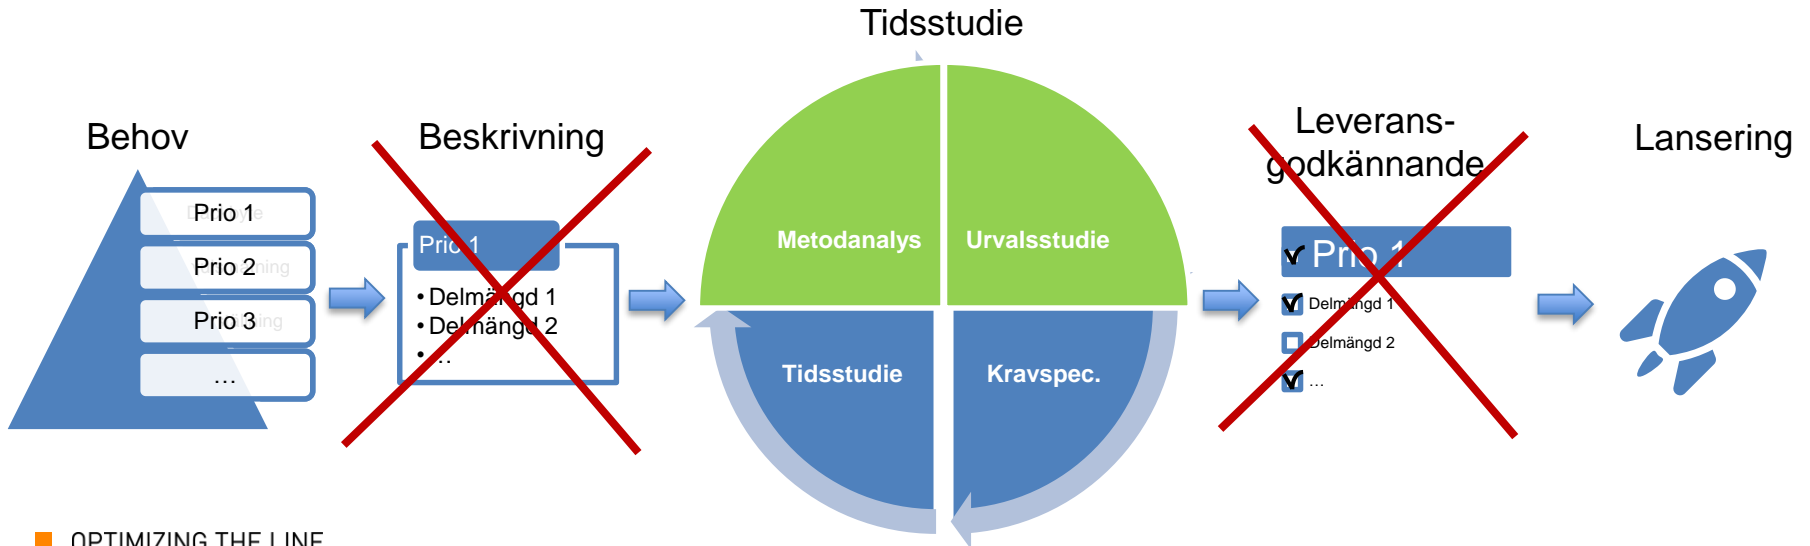 Tidsstudie
Behov
Prio 1
Prio 2
Prio 3
…
Beskrivning
Prio 1
• Delmängd 1
• Delmängd 2
• …
Metodanalys
Urvalsstudie
Tidsstudie
Kravspec.
Leverans-
godkännande
Prio 1
Delmängd 1
Delmängd 2
…
Lansering
OPTIMIZING THE LINE